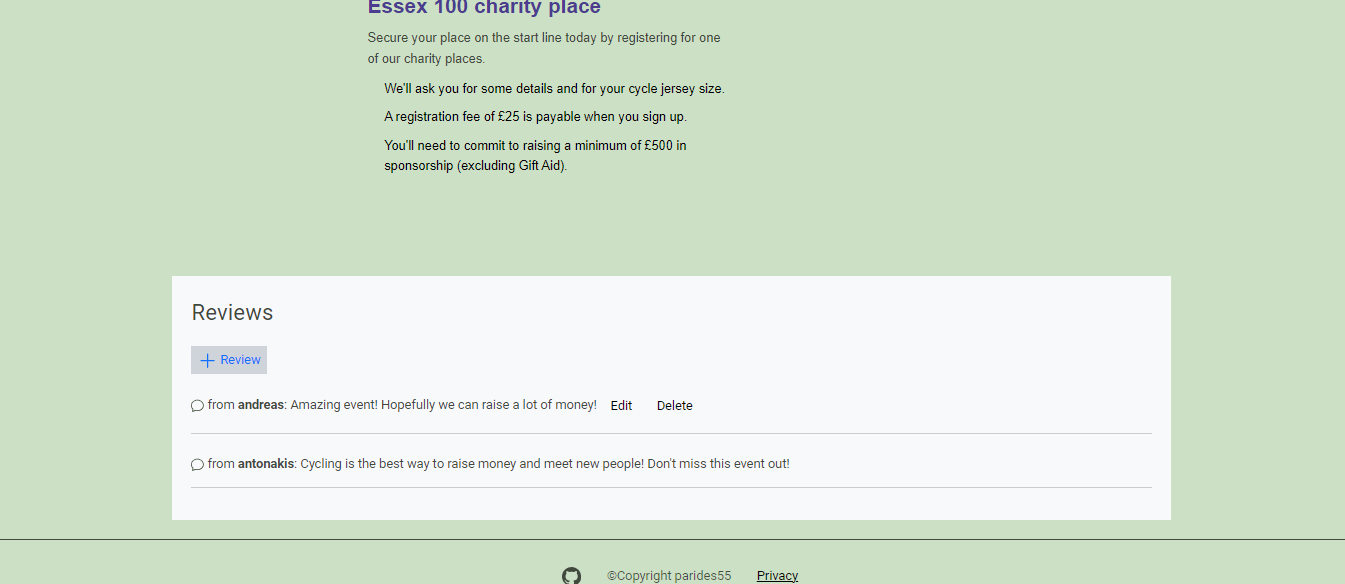 Essex 100 charity place
Secure your place on the start line today by registering for one
of our charity places.
We'll ask you for some details and for your cycle jersey size.
A registration fee of £25 is payable when you sign up.
You'll need to commit to raising a minimum of £500 in
sponsorship (excluding Gift Aid).
Reviews
Review
from andreas: Amazing event! Hopefully we can raise a lot of money! Edit Delete
from antonakis: Cycling is the best way to raise money and meet new people! Don't miss this event out!
©Copyright parides55 Privacy